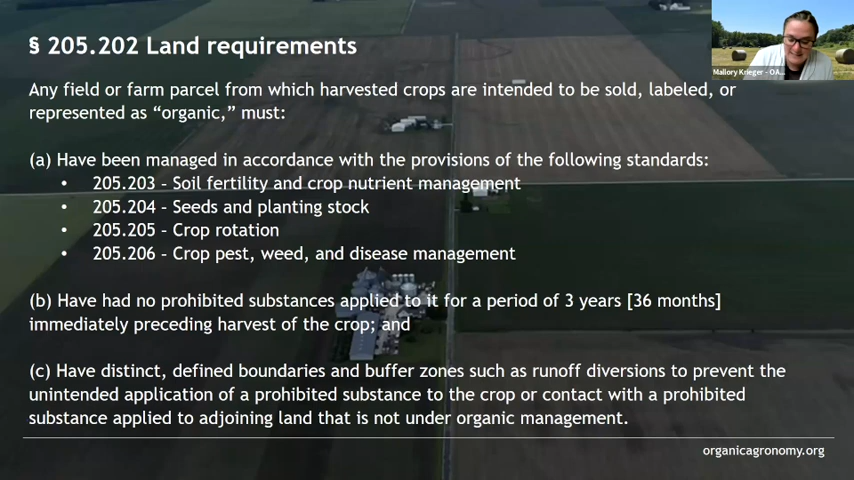 § 205.202 Land requirements
Mallory Krieger - OA...
Any field or farm parcel from which harvested crops are intended to be sold, labeled, or
represented as “organic,” must:
(a) Have been managed in accordance with the provisions of the following standards:
• 205.203 – Soil fertility and crop nutrient management
• 205.204 – Seeds and planting stock
• 205.205 – Crop rotation
• 205.206 – Crop pest, weed, and disease management
(b) Have had no prohibited substances applied to it for a period of 3 years [36 months]
immediately preceding harvest of the crop; and
(c) Have distinct, defined boundaries and buffer zones such as runoff diversions to prevent the
unintended application of a prohibited substance to the crop or contact with a prohibited
substance applied to adjoining land that is not under organic management.
organicagronomy.org